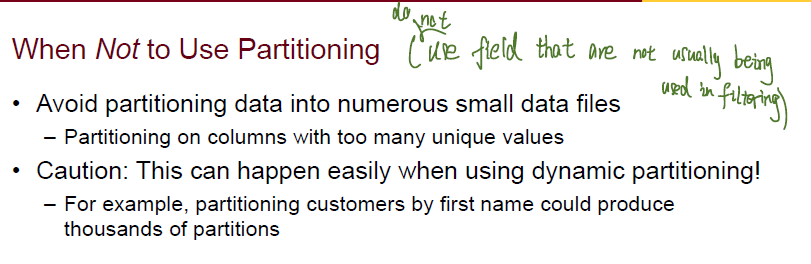 When Not to Use Partitioning (do not use field that are not usually being
used in filtering)
• Avoid partitioning data into numerous small data files
– Partitioning on columns with too many unique values
• Caution: This can happen easily when using dynamic partitioning!
– For example, partitioning customers by first name could produce
thousands of partitions